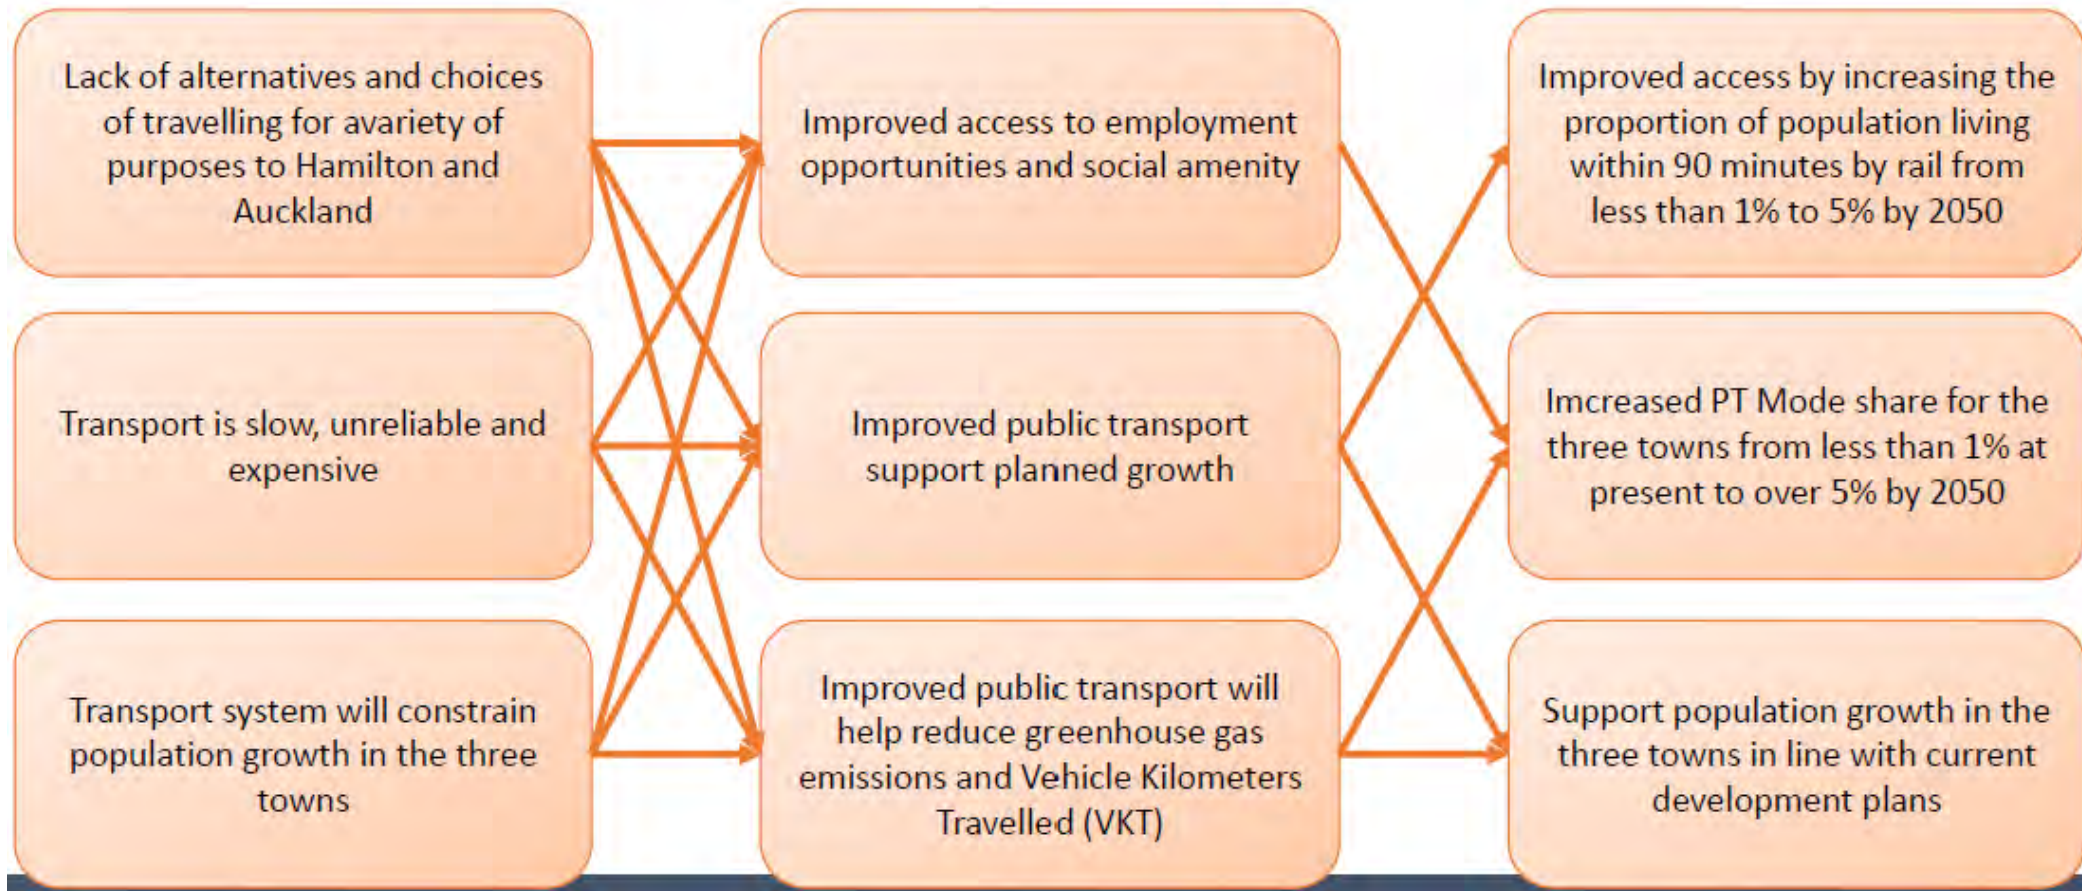 Lack of alternatives and choices
of travelling for avariety of
purposes to Hamilton and
Auckland
Transport is slow, unreliable and
expensive
Transport system will constrain
population growth in the three
towns
Improved access to employment
opportunities and social amenity
Improved public transport
support planned growth
Improved public transport will
help reduce greenhouse gas
emissions and Vehicle Kilometers
Travelled (VKT)
Improved access by increasing the
proportion of population living
within 90 minutes by rail from
less than 1% to 5% by 2050
Imcreased PT Mode share for the
three towns from less than 1% at
present to over 5% by 2050
Support population growth in the
three towns in line with current
development plans